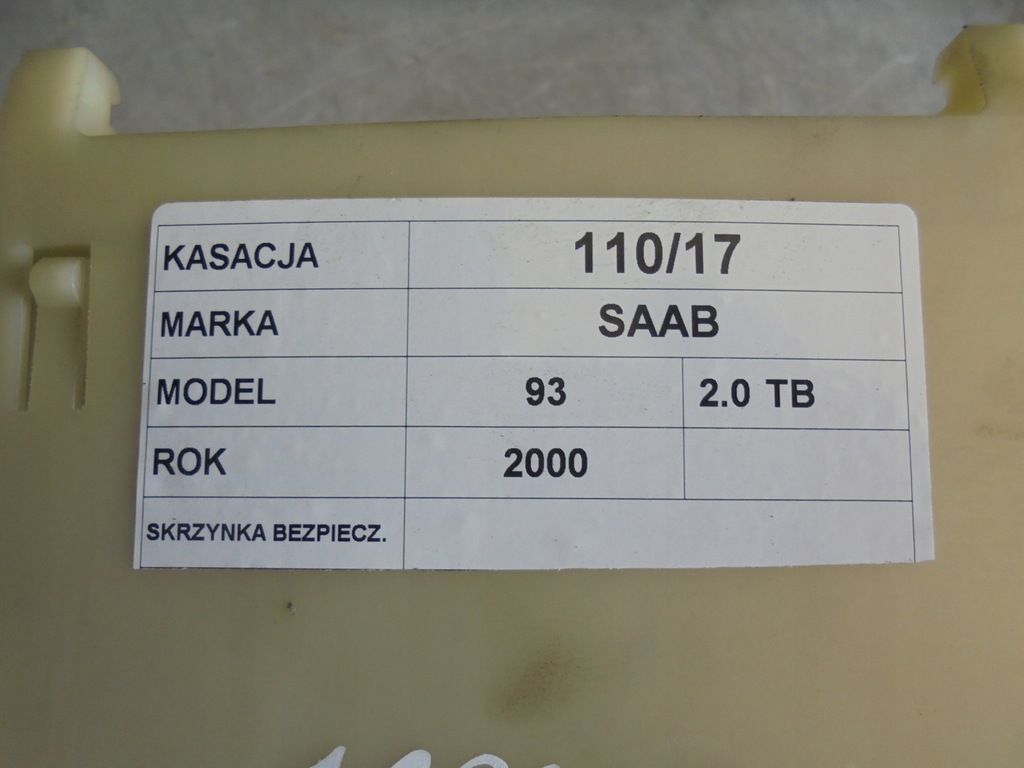 KASACJA 110/17
MARKA SAAB
MODEL 93 2.0 TB
ROK 2000
SKRZYNKA BEZPIECZ.